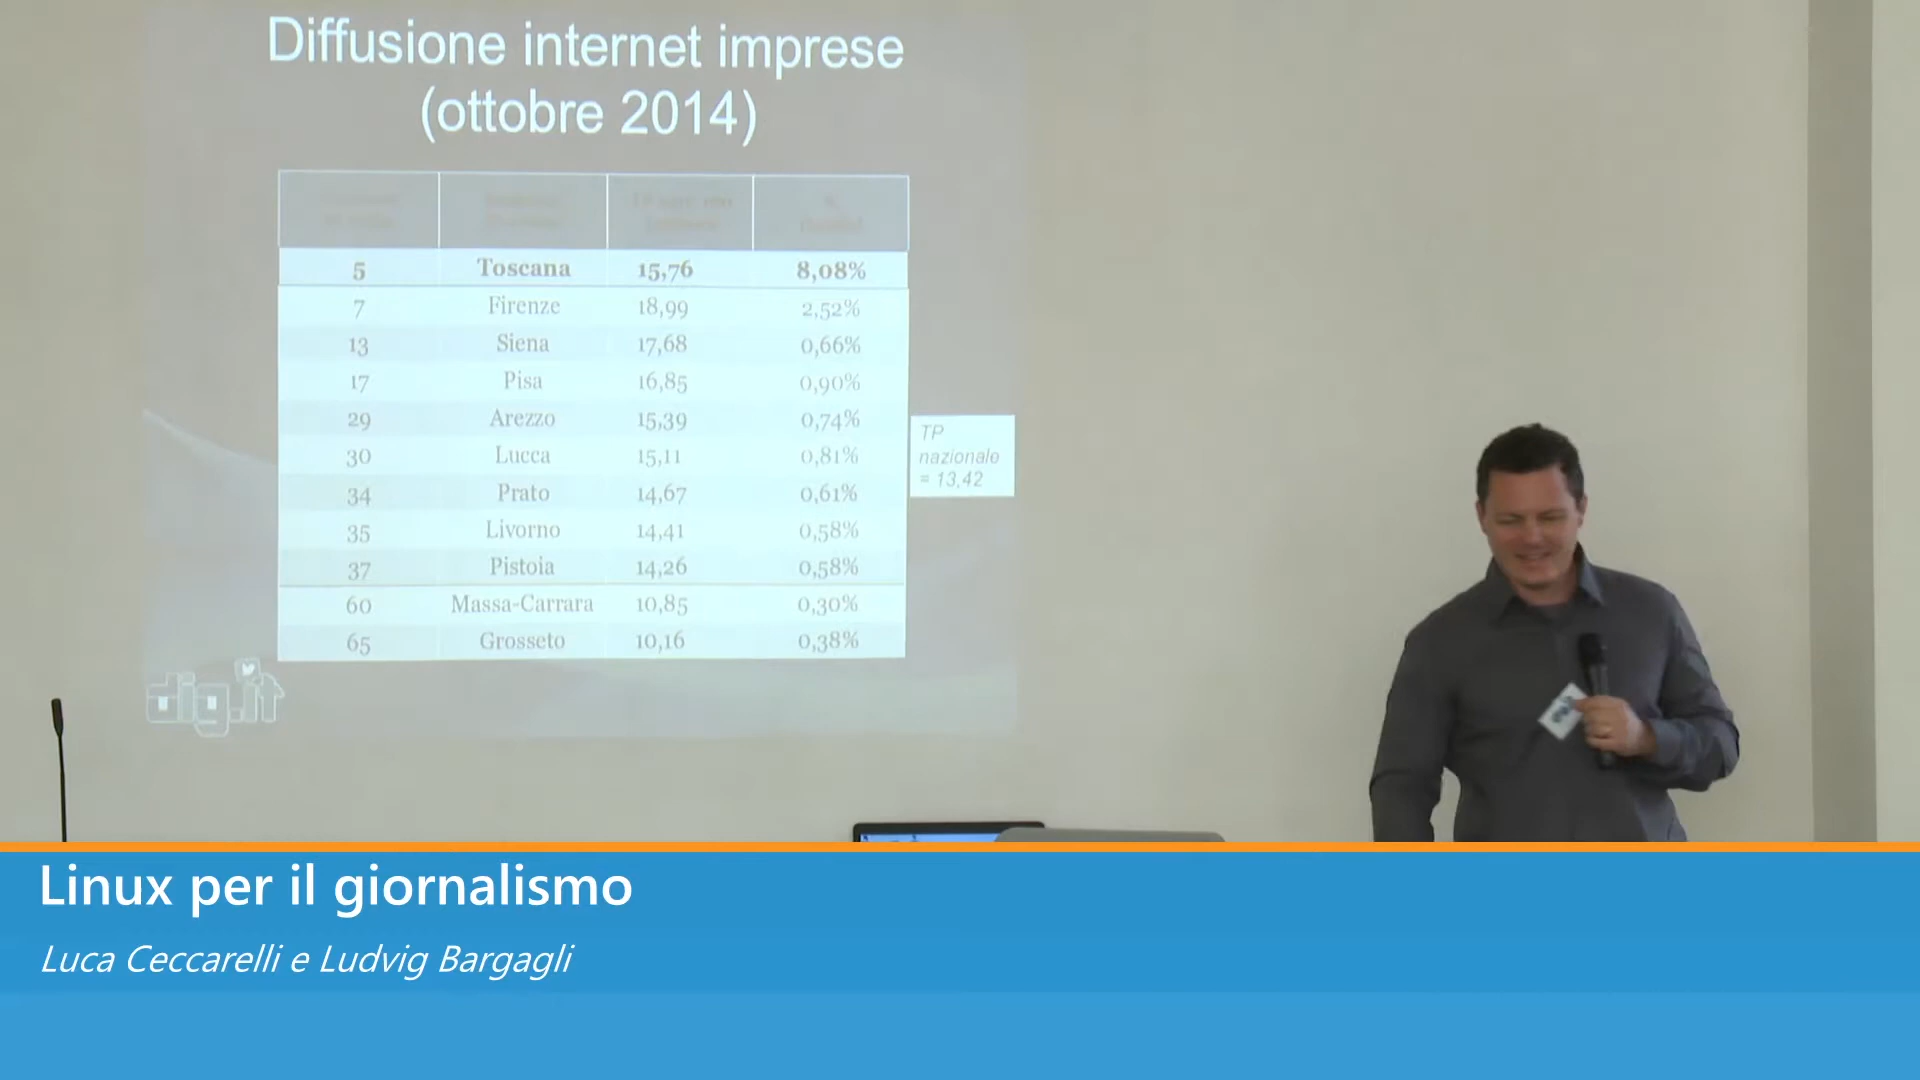 Diffusione internet imprese
(ottobre 2014)
5 Toscana 15,76 8,08%
7 Firenze 18,99 2,52%
13 Siena 17,68 0,66%
17 Pisa 16,85 0,90%
29 Arezzo 15,39 0,74%
30 Lucca 15,11 0,81%
34 Prato 14,67 0,61%
35 Livorno 14,41 0,58%
37 Pistoia 14,26 0,58%
60 Massa-Carrara 10,85 0,30%
65 Grosseto 10,16 0,38%
TP
nazionale
= 13,42
dig.it
Linux per il giornalismo
Luca Ceccarelli e Ludvig Bargagli